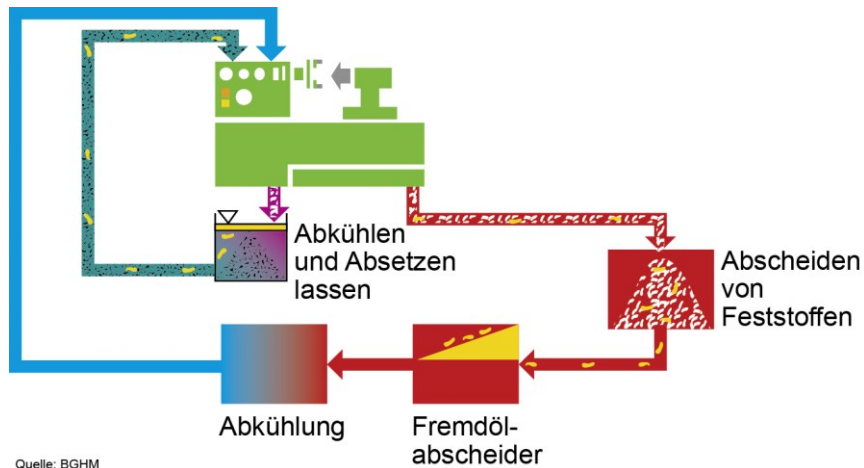 Abkühlen
und Absetzen
lassen
Abscheiden
von
Feststoffen
Abkühlung
Fremdöl-
abscheider
Quelle: BGHM